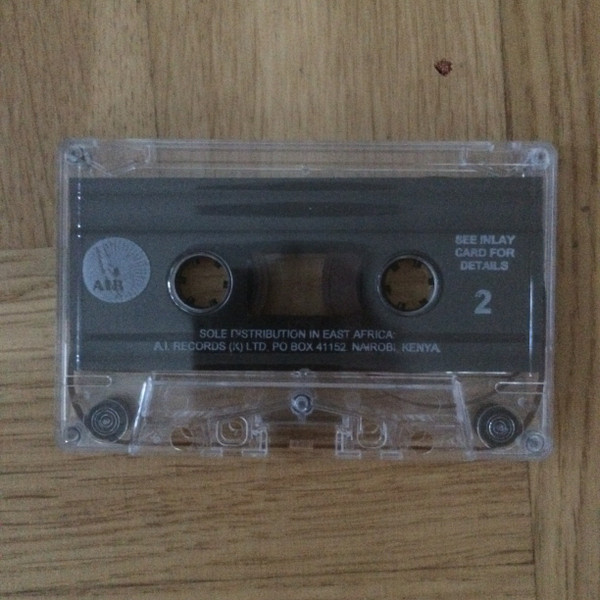 AIR
SEE INLAY
CARD FOR
DETAILS
2
SOLE DISTRIBUTION IN EAST AFRICA:
A.I. RECORDS (K) LTD, PO BOX 41152, NAIROBI, KENYA.